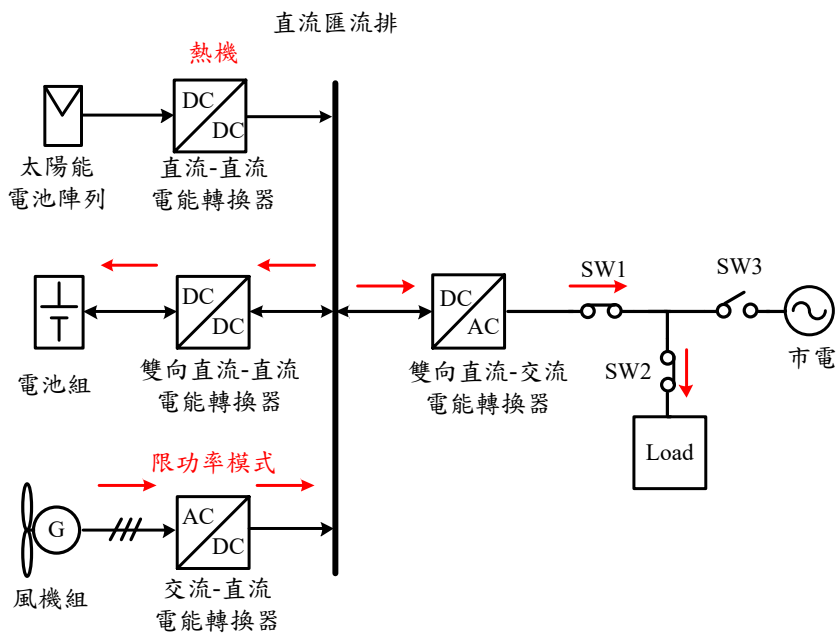 直流匯流排
熱機
DC
DC
太陽能
電池陣列
直流-直流
電能轉換器
DC
DC
電池組
雙向直流-直流
電能轉換器
DC
AC
雙向直流-交流
電能轉換器
SW1
SW3
市電
SW2
Load
限功率模式
G
AC
DC
風機組
交流-直流
電能轉換器